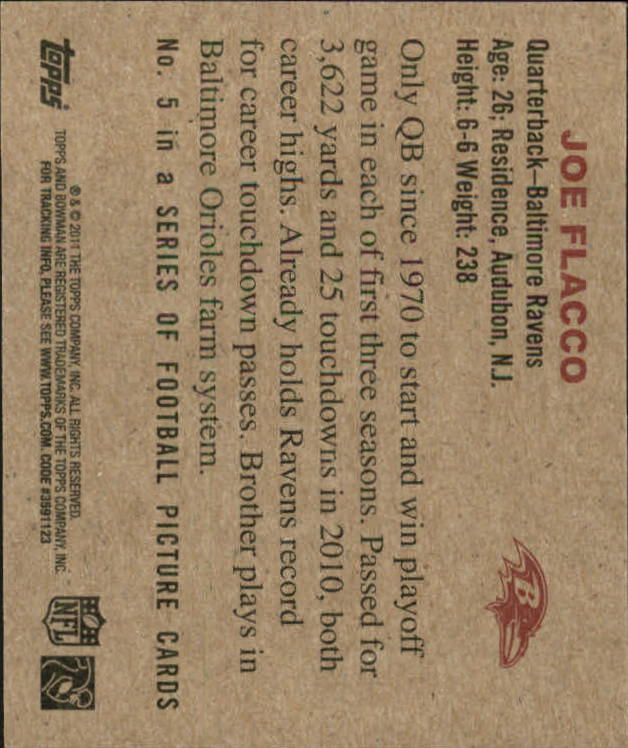 JOE FLACCO
Quarterback—Baltimore Ravens
Age: 26; Residence, Audubon, N.J.
Height: 6-6 Weight: 238
B
Only QB since 1970 to start and win playoff
game in each of first three seasons. Passed for
3,622 yards and 25 touchdowns in 2010, both
career highs. Already holds Ravens record
for career touchdown passes. Brother plays in
Baltimore Orioles farm system.
No. 5 in a SERIES OF FOOTBALL PICTURE CARDS
topps
® & © 2011 THE TOPPS COMPANY, INC. ALL RIGHTS RESERVED.
TOPPS AND BOWMAN ARE REGISTERED TRADEMARKS OF THE TOPPS COMPANY, INC.
FOR TRACKING INFO, PLEASE SEE WWW.TOPPS.COM. CODE #3991123
NFL